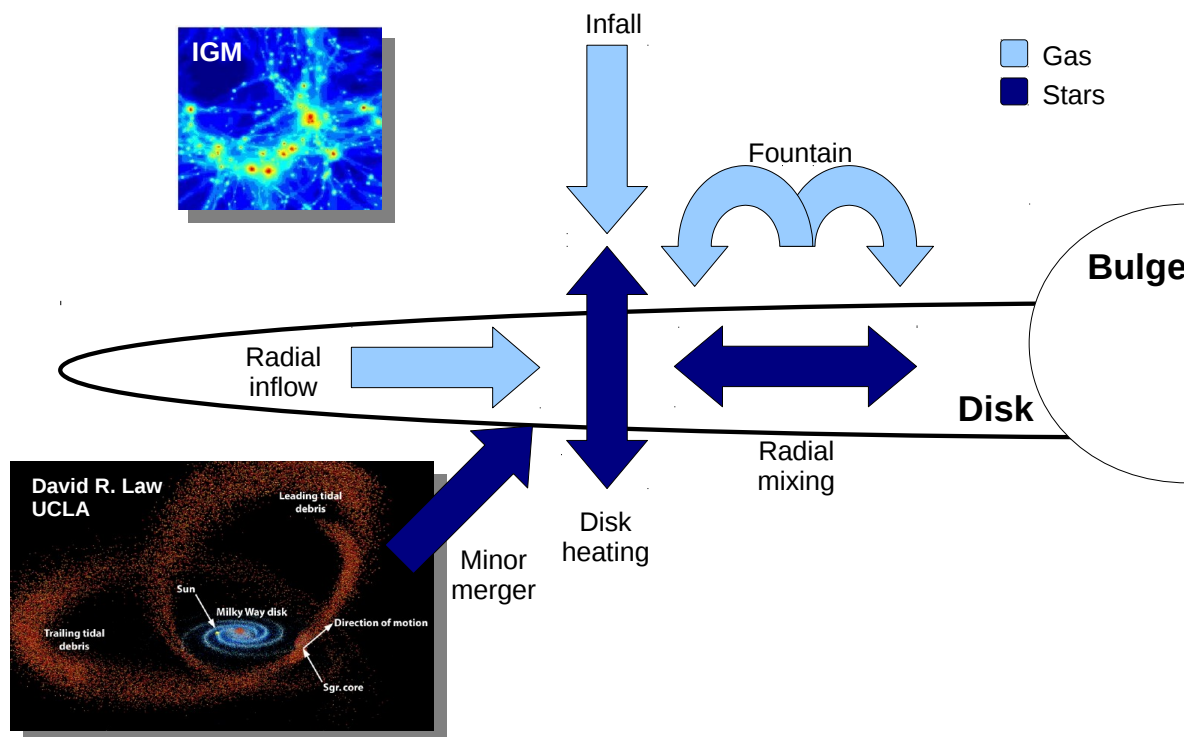 Infall
IGM
Gas
Stars
Fountain
Bulge
Radial
inflow
Disk
Radial
mixing
David R. Law
UCLA
Leading tidal
debris
Disk
heating
Minor
merger
Sun
Milky Way disk
Direction of motion
Trailing tidal
debris
Sgr. core